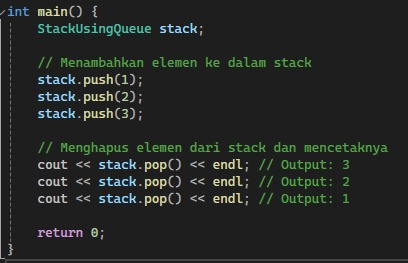 int main() {
    StackUsingQueue stack;

    // Menambahkan elemen ke dalam stack
    stack.push(1);
    stack.push(2);
    stack.push(3);

    // Menghapus elemen dari stack dan mencetaknya
    cout << stack.pop() << endl; // Output: 3
    cout << stack.pop() << endl; // Output: 2
    cout << stack.pop() << endl; // Output: 1

    return 0;
}